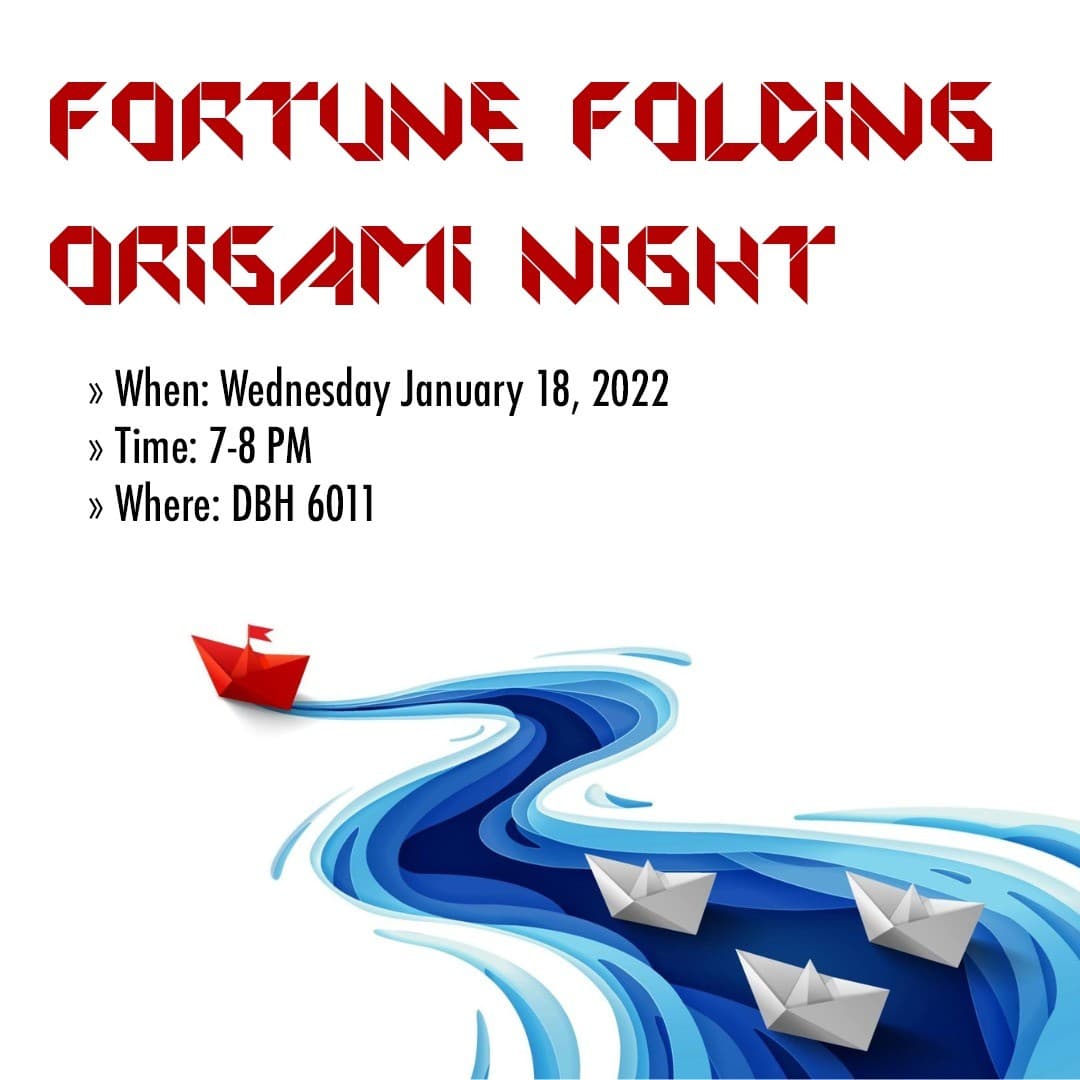 FORTUNE FOLDING
ORIGAMI NIGHT
» When: Wednesday January 18, 2022
» Time: 7-8 PM
» Where: DBH 6011